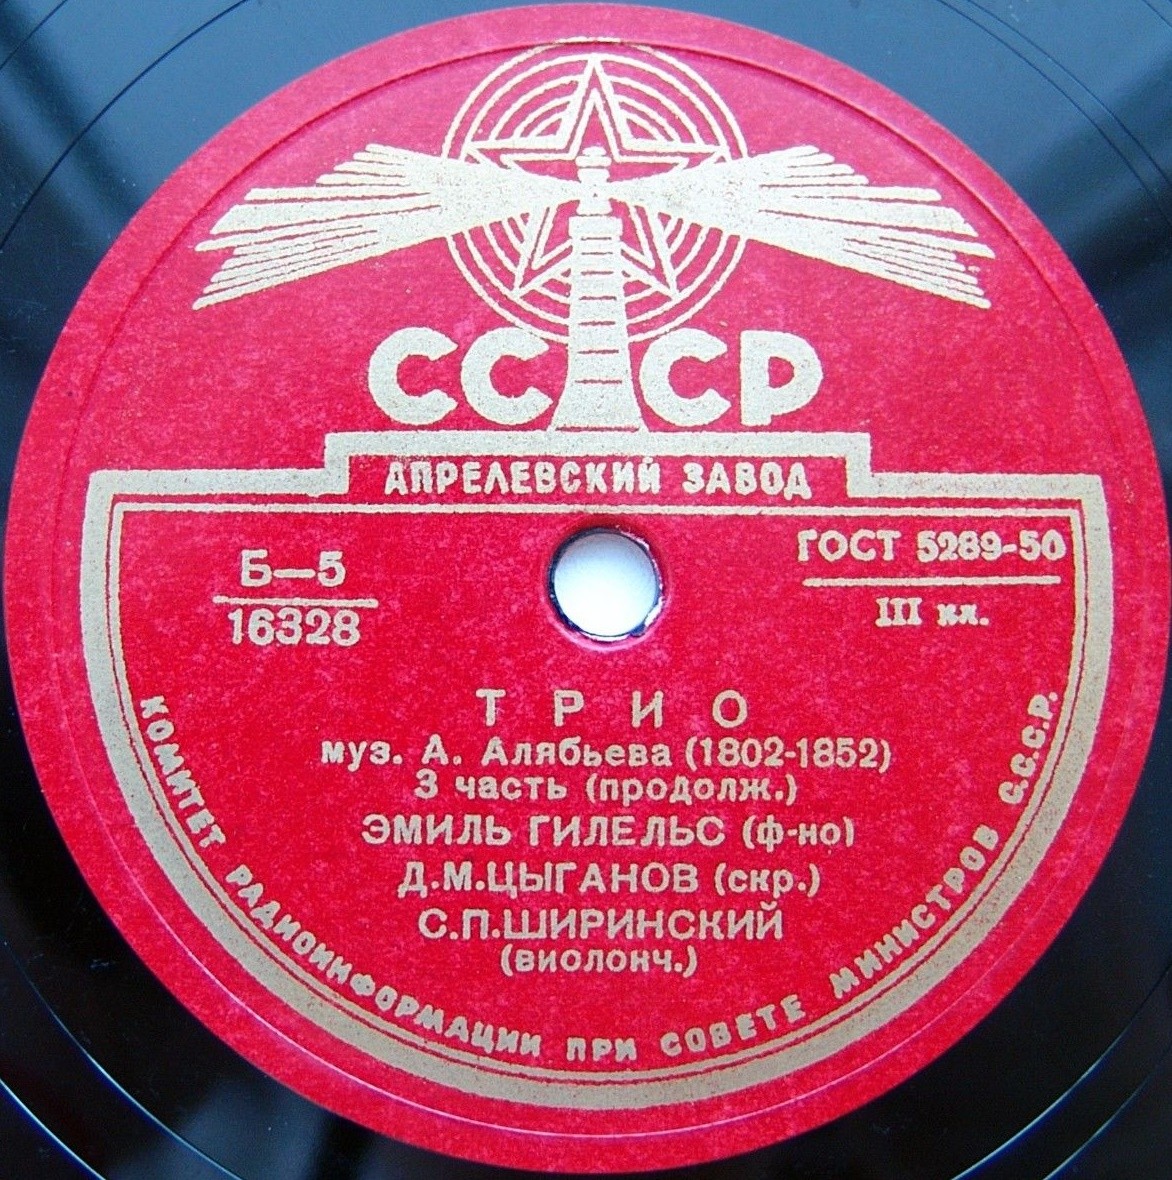 СССР
АПРЕЛЕВСКИЙ ЗАВОД
Б—5
16328
ГОСТ 5289-50
III кл.
ТРИО
муз. А. Алябьева (1802-1852)
3 часть (продолж.)
ЭМИЛЬ ГИЛЕЛЬС (ф-но)
Д.М.ЦЫГАНОВ (скр.)
С.П.ШИРИНСКИЙ
(виолонч.)
КОМИТЕТ РАДИОИНФОРМАЦИИ ПРИ СОВЕТЕ МИНИСТРОВ С.С.С.Р.